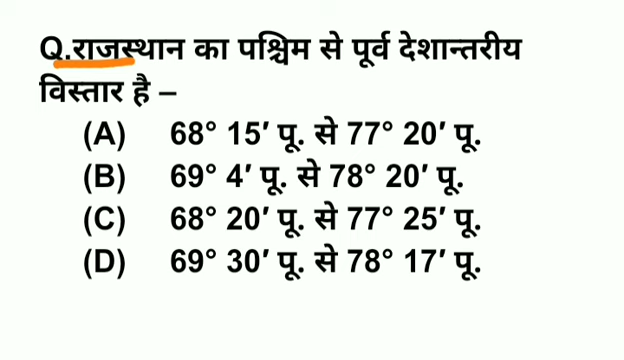 Q.राजस्थान का पश्चिम से पूर्व देशान्तरीय
विस्तार है –
(A) 68° 15′ पू. से 77° 20′ पू.
(B) 69° 4′ पू. से 78° 20′ पू.
(C) 68° 20′ पू. से 77° 25′ पू.
(D) 69° 30′ पू. से 78° 17′ पू.